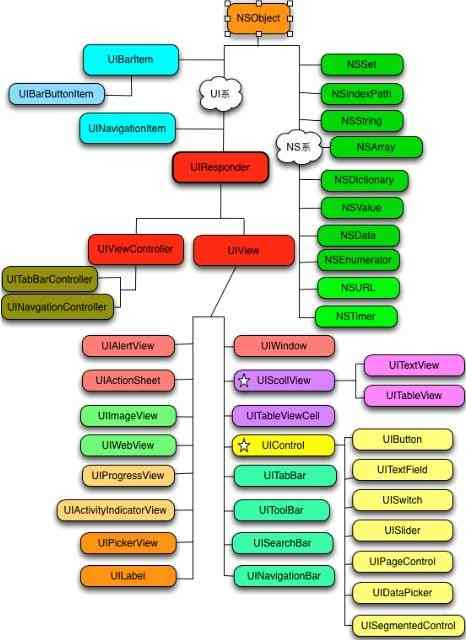 NSObject
UIBarItem
UIBarButtonItem
UI系
UINavigationItem
UIResponder
NSSet
NSIndexPath
NSString
NS系
NSArray
NSDictionary
NSValue
NSData
NSEnumerator
NSURL
NSTimer
UIViewController
UIView
UITabBarController
UINavgationController
UIAlertView
UIActionSheet
UIImageView
UIWebView
UIProgressView
UIActivityIndicatorView
UIPickerView
UILabel
UIWindow
UIScollView
UITableViewCell
UIControl
UITabBar
UIToolBar
UISearchBar
UINavigationBar
UITextView
UITableView
UIButton
UITextField
UISwitch
UISlider
UIPageControl
UIDataPicker
UISegmentedControl